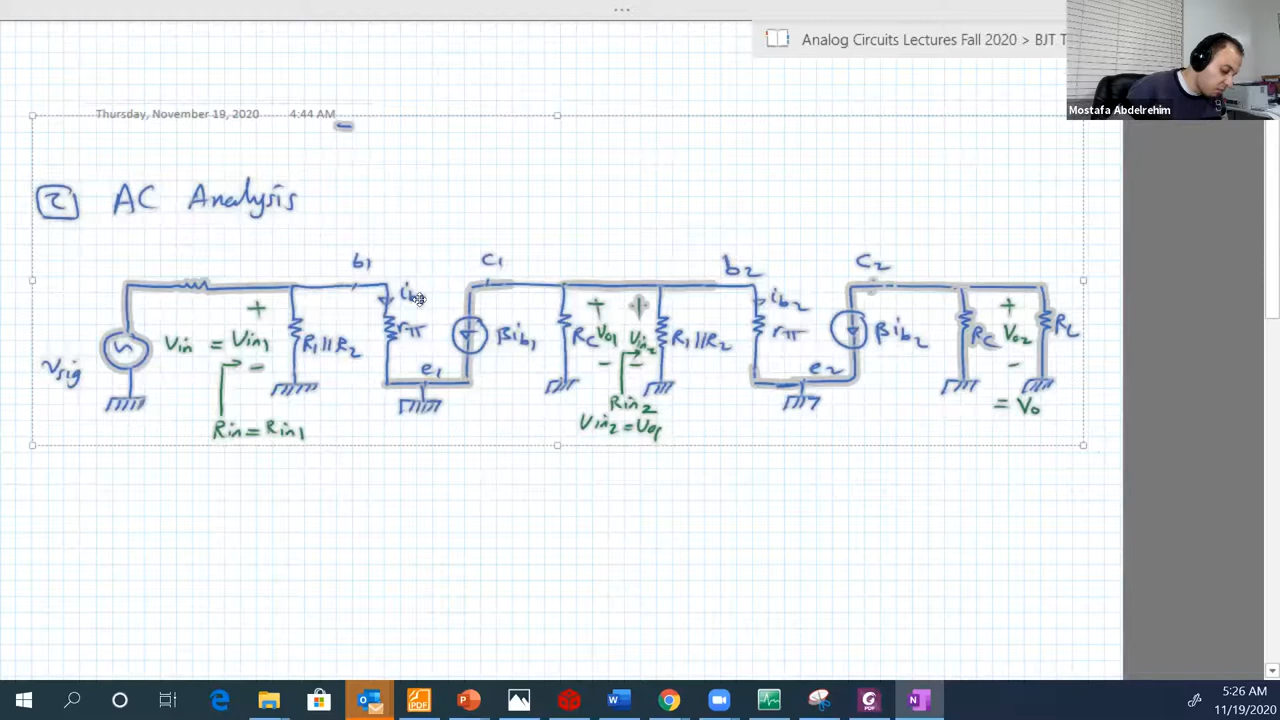 Analog Circuits Lectures Fall 2020 > BJT T
Mostafa Abdelrehim
Thursday, November 19, 2020 4:44 AM
2 AC Analysis
b1 C1 b2 C2
+ ib + + ib2 +
Vsig Vin = Vin1 R1||R2 rπ βib1 RC Vo1 Vin2 R1||R2 rπ βib2 RC Vo2 RL
- e1 - - e2 -
Rin = Rin1 Rin2 = Vo
Vin2 = Vo1
PDF
5:26 AM
11/19/2020